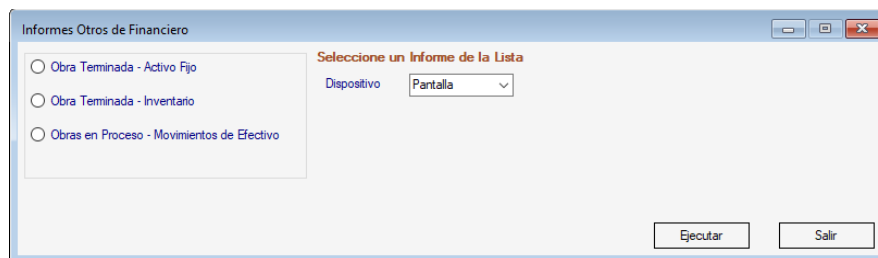 Informes Otros de Financiero
Obra Terminada - Activo Fijo
Obra Terminada - Inventario
Obras en Proceso - Movimientos de Efectivo
Seleccione un Informe de la Lista
Dispositivo Pantalla
Ejecutar Salir